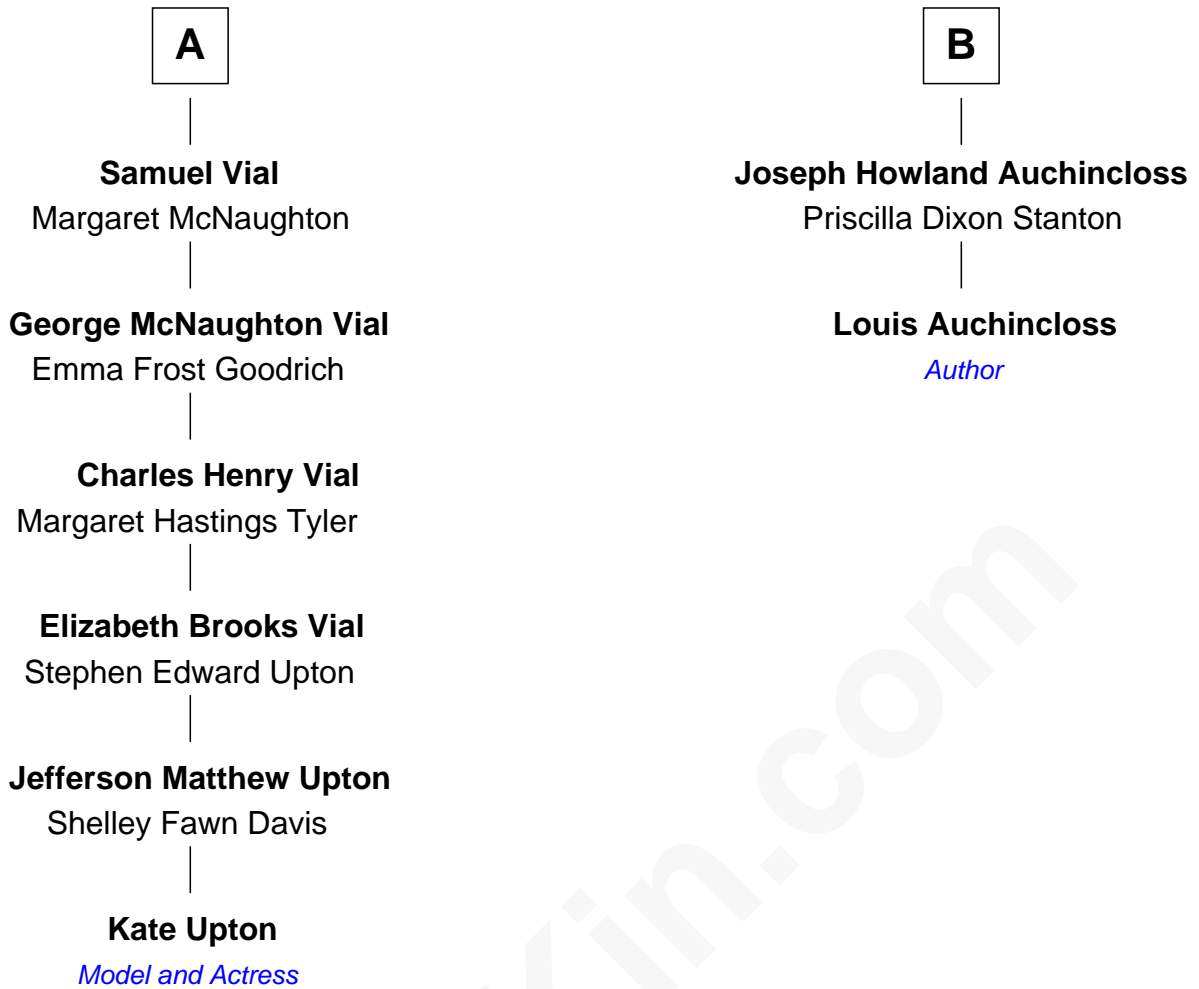 A
Samuel Vial
Margaret McNaughton
George McNaughton Vial
Emma Frost Goodrich
Charles Henry Vial
Margaret Hastings Tyler
Elizabeth Brooks Vial
Stephen Edward Upton
Jefferson Matthew Upton
Shelley Fawn Davis
Kate Upton
Model and Actress
B
Joseph Howland Auchincloss
Priscilla Dixon Stanton
Louis Auchincloss
Author
Kin.com